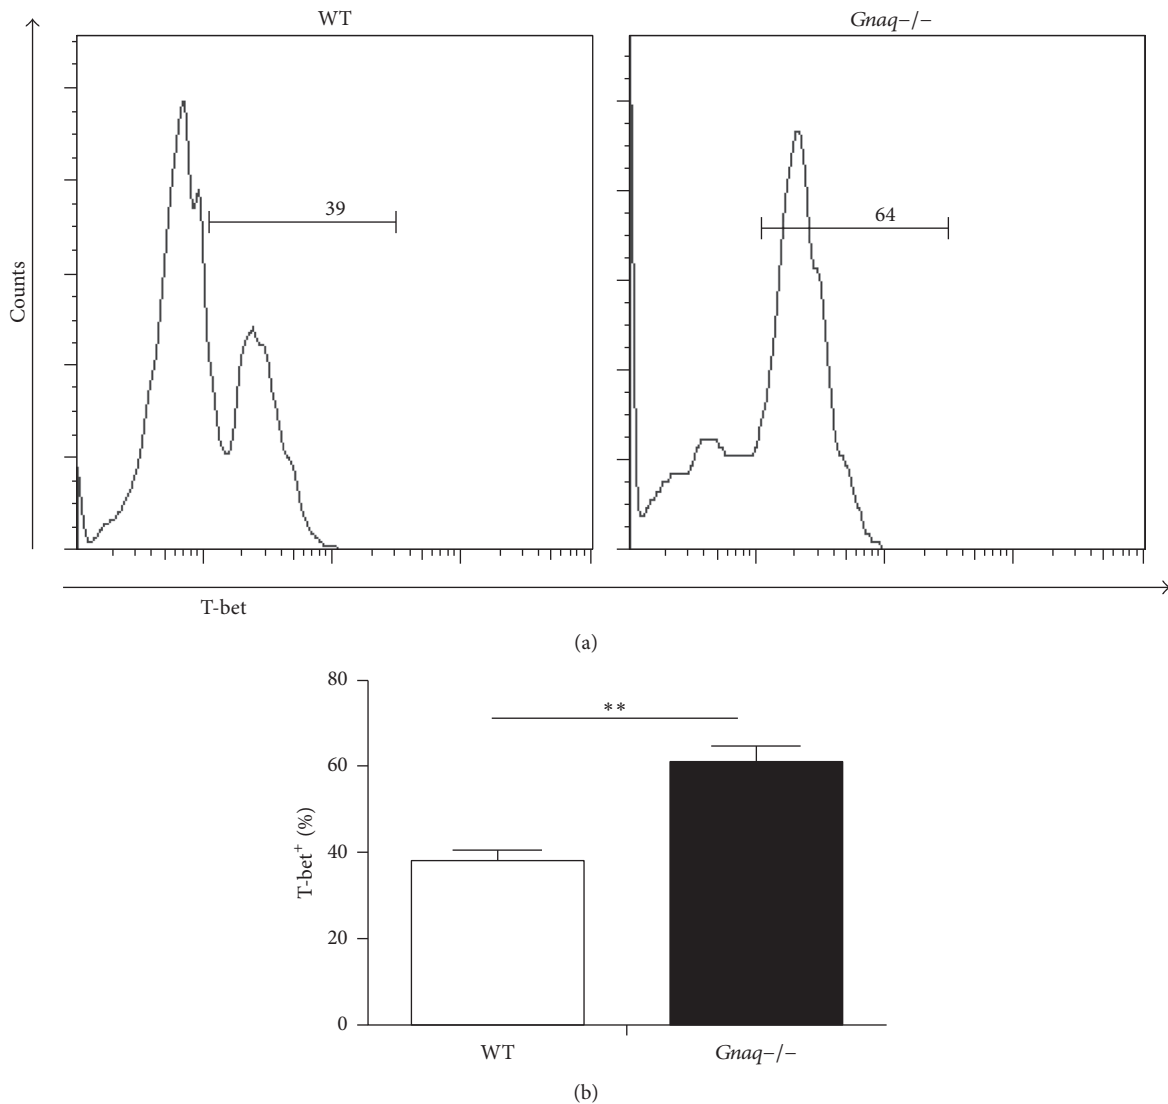 WT
Gnaq−/−
39
64
Counts
T-bet
(a)
80
60
40
20
0
T-bet⁺ (%)
**
WT
Gnaq−/−
(b)